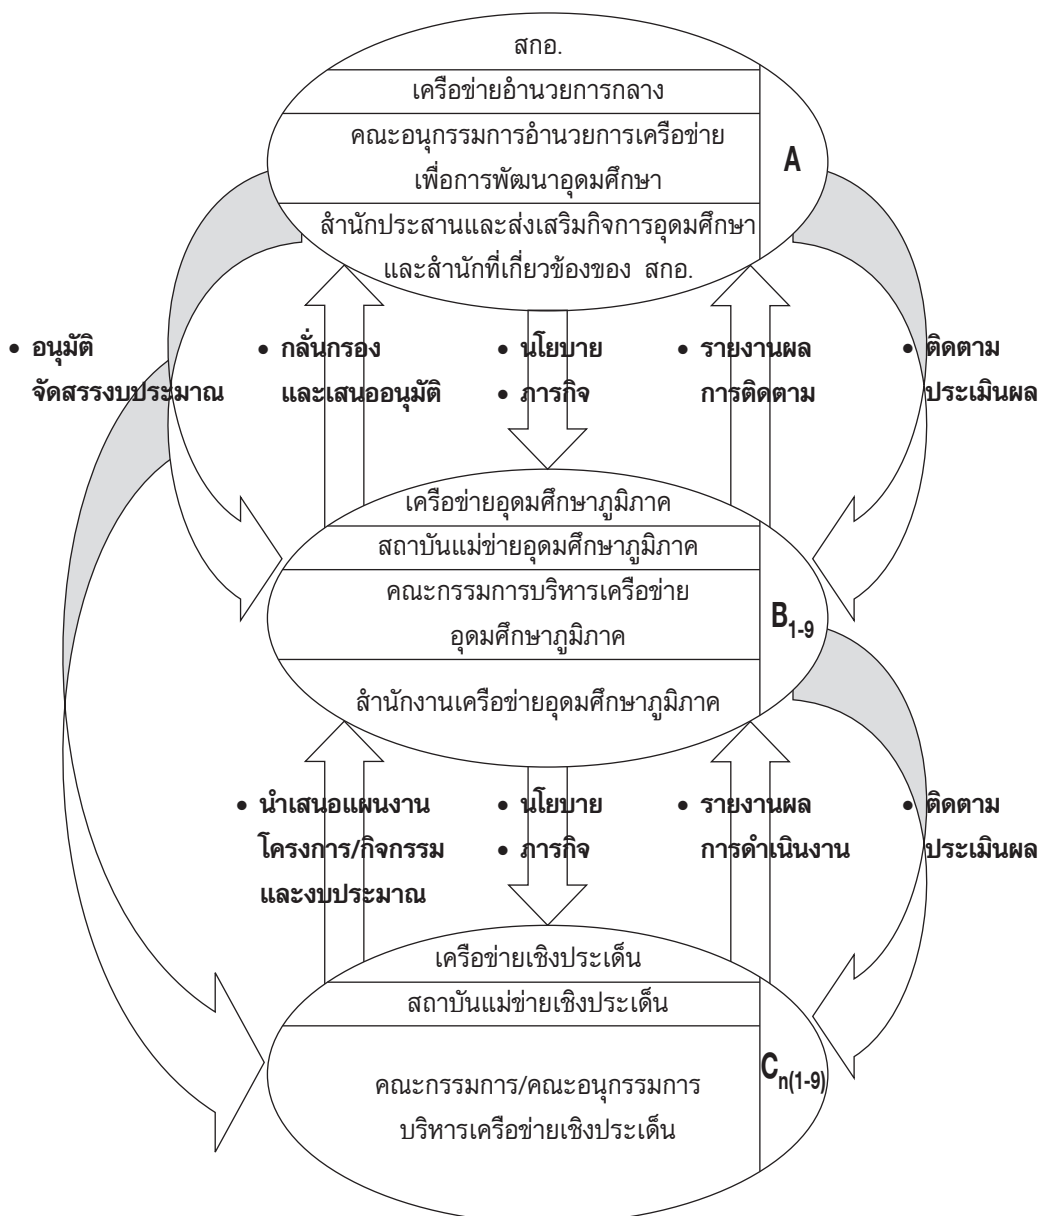 สกอ.
เครือข่ายอำนวยการกลาง
คณะอนุกรรมการอำนวยการเครือข่าย
เพื่อการพัฒนาอุดมศึกษา
A
สำนักประสานและส่งเสริมกิจการอุดมศึกษา
และสำนักที่เกี่ยวข้องของ สกอ.
• อนุมัติ
จัดสรรงบประมาณ
• กลั่นกรอง
และเสนออนุมัติ
• นโยบาย
• ภารกิจ
• รายงานผล
การติดตาม
• ติดตาม
ประเมินผล
เครือข่ายอุดมศึกษาภูมิภาค
สถาบันแม่ข่ายอุดมศึกษาภูมิภาค
คณะกรรมการบริหารเครือข่าย
อุดมศึกษาภูมิภาค
B1-9
สำนักงานเครือข่ายอุดมศึกษาภูมิภาค
• นำเสนอแผนงาน
โครงการ/กิจกรรม
และงบประมาณ
• นโยบาย
• ภารกิจ
• รายงานผล
การดำเนินงาน
• ติดตาม
ประเมินผล
เครือข่ายเชิงประเด็น
สถาบันแม่ข่ายเชิงประเด็น
Cn(1-9)
คณะกรรมการ/คณะอนุกรรมการ
บริหารเครือข่ายเชิงประเด็น